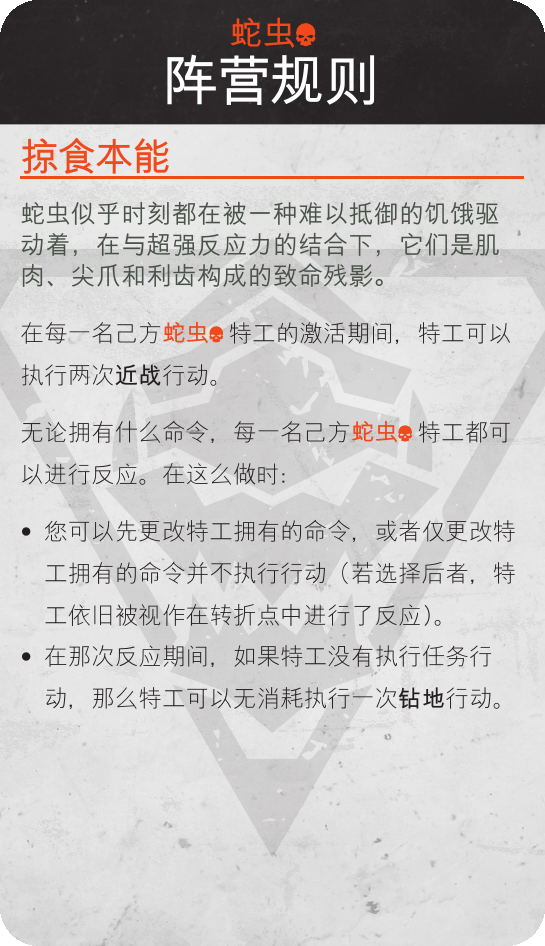 蛇虫
阵营规则
掠食本能
蛇虫似乎时刻都在被一种难以抵御的饥饿驱
动着，在与超强反应力的结合下，它们是肌
肉、尖爪和利齿构成的致命残影。
在每一名己方蛇虫特工的激活期间，特工可以
执行两次近战行动。
无论拥有什么命令，每一名己方蛇虫特工都可
以进行反应。在这么做时：
• 您可以先更改特工拥有的命令，或者仅更改特
工拥有的命令并不执行行动（若选择后者，特
工依旧被视作在转折点中进行了反应）。
• 在那次反应期间，如果特工没有执行任务行
动，那么特工可以无消耗执行一次钻地行动。